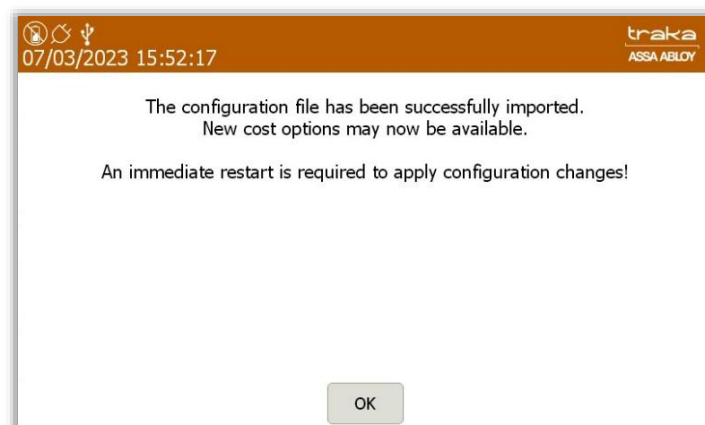 07/03/2023 15:52:17
traka
ASSA ABLOY
The configuration file has been successfully imported.
New cost options may now be available.
An immediate restart is required to apply configuration changes!
OK